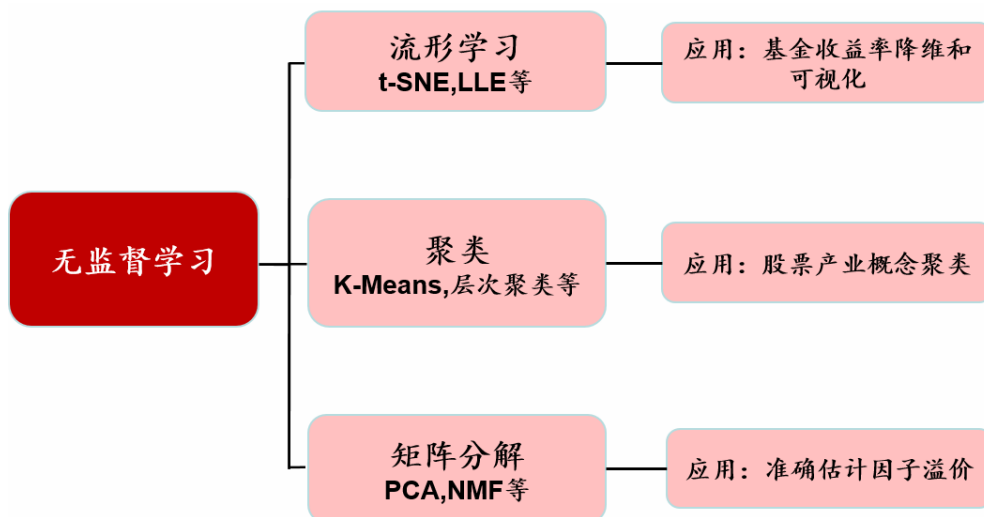 无监督学习
流形学习
t-SNE,LLE等
应用：基金收益率降维和
可视化
聚类
K-Means,层次聚类等
应用：股票产业概念聚类
矩阵分解
PCA,NMF等
应用：准确估计因子溢价